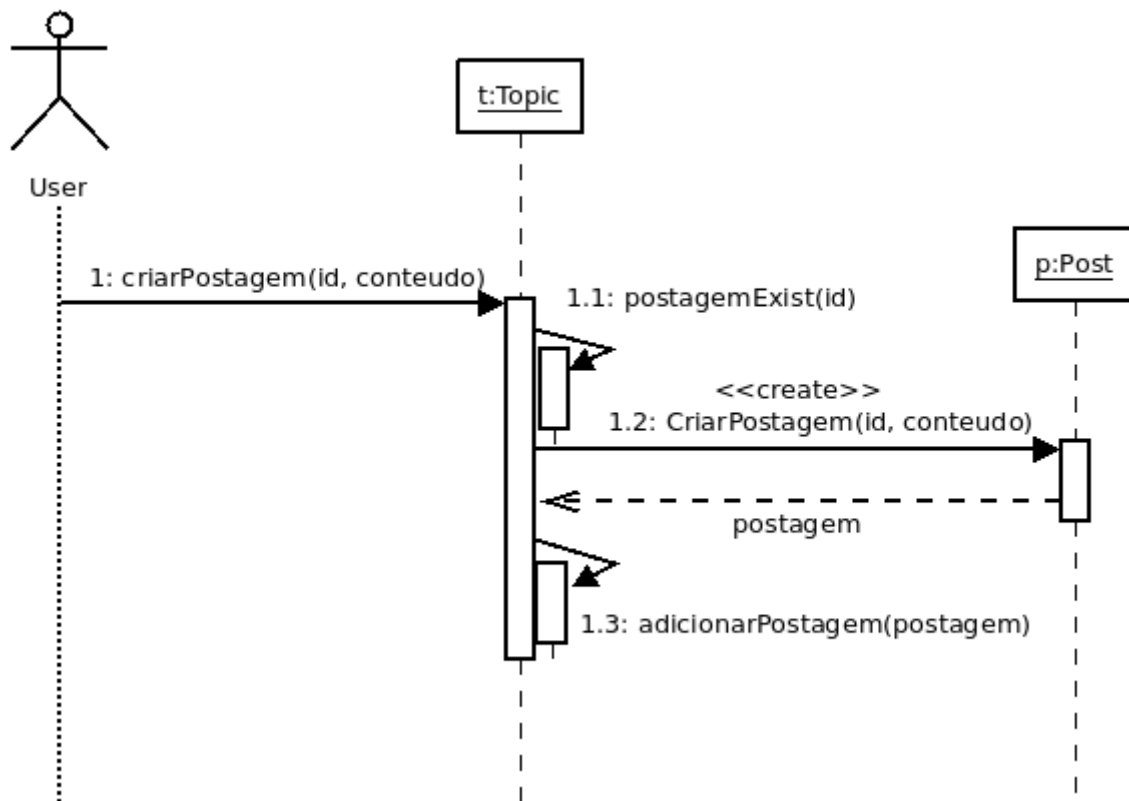 t:Topic
User
p:Post
1: criarPostagem(id, conteudo)
1.1: postagemExist(id)
<<create>>
1.2: CriarPostagem(id, conteudo)
postagem
1.3: adicionarPostagem(postagem)